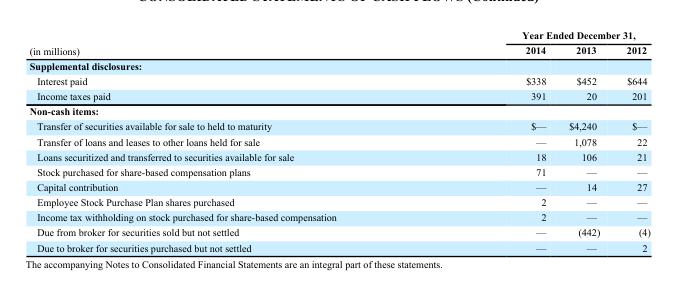 Year Ended December 31,
(in millions) 2014 2013 2012
Supplemental disclosures:
Interest paid $338 $452 $644
Income taxes paid 391 20 201
Non-cash items:
Transfer of securities available for sale to held to maturity $— $4,240 $—
Transfer of loans and leases to other loans held for sale — 1,078 22
Loans securitized and transferred to securities available for sale 18 106 21
Stock purchased for share-based compensation plans 71 — —
Capital contribution — 14 27
Employee Stock Purchase Plan shares purchased 2 — —
Income tax withholding on stock purchased for share-based compensation 2 — —
Due from broker for securities sold but not settled — (442) (4)
Due to broker for securities purchased but not settled — — 2
The accompanying Notes to Consolidated Financial Statements are an integral part of these statements.